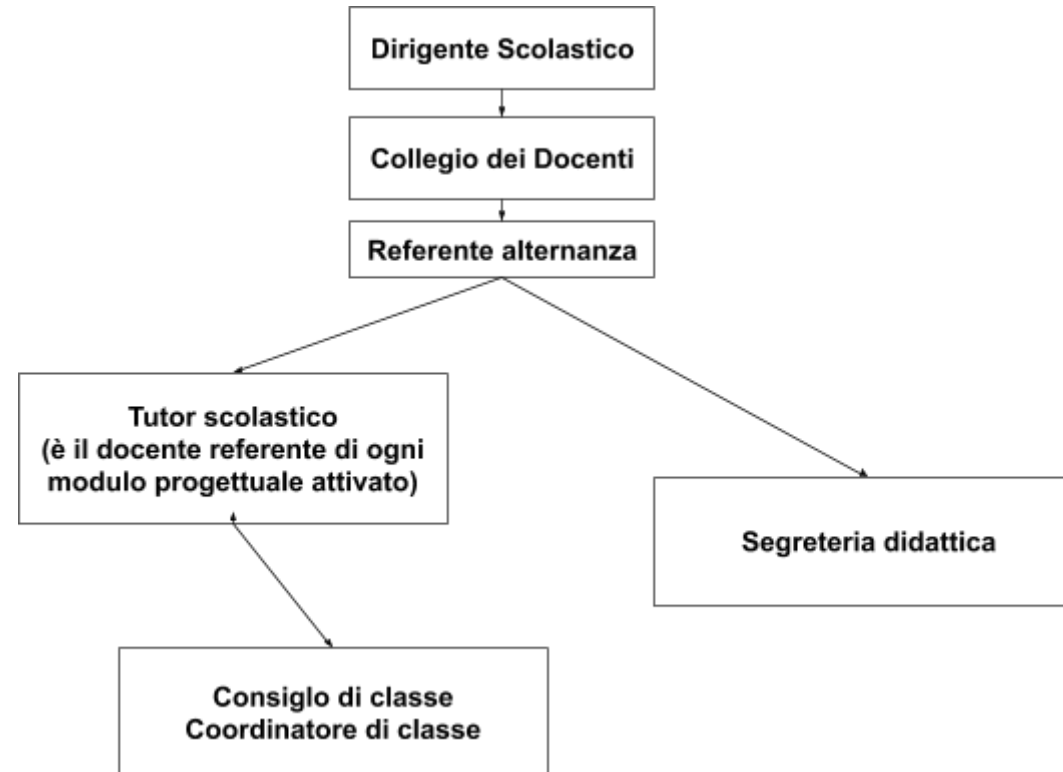 Dirigente Scolastico
Collegio dei Docenti
Referente alternanza
Tutor scolastico
(è il docente referente di ogni
modulo progettuale attivato)
Segreteria didattica
Consiglo di classe
Coordinatore di classe